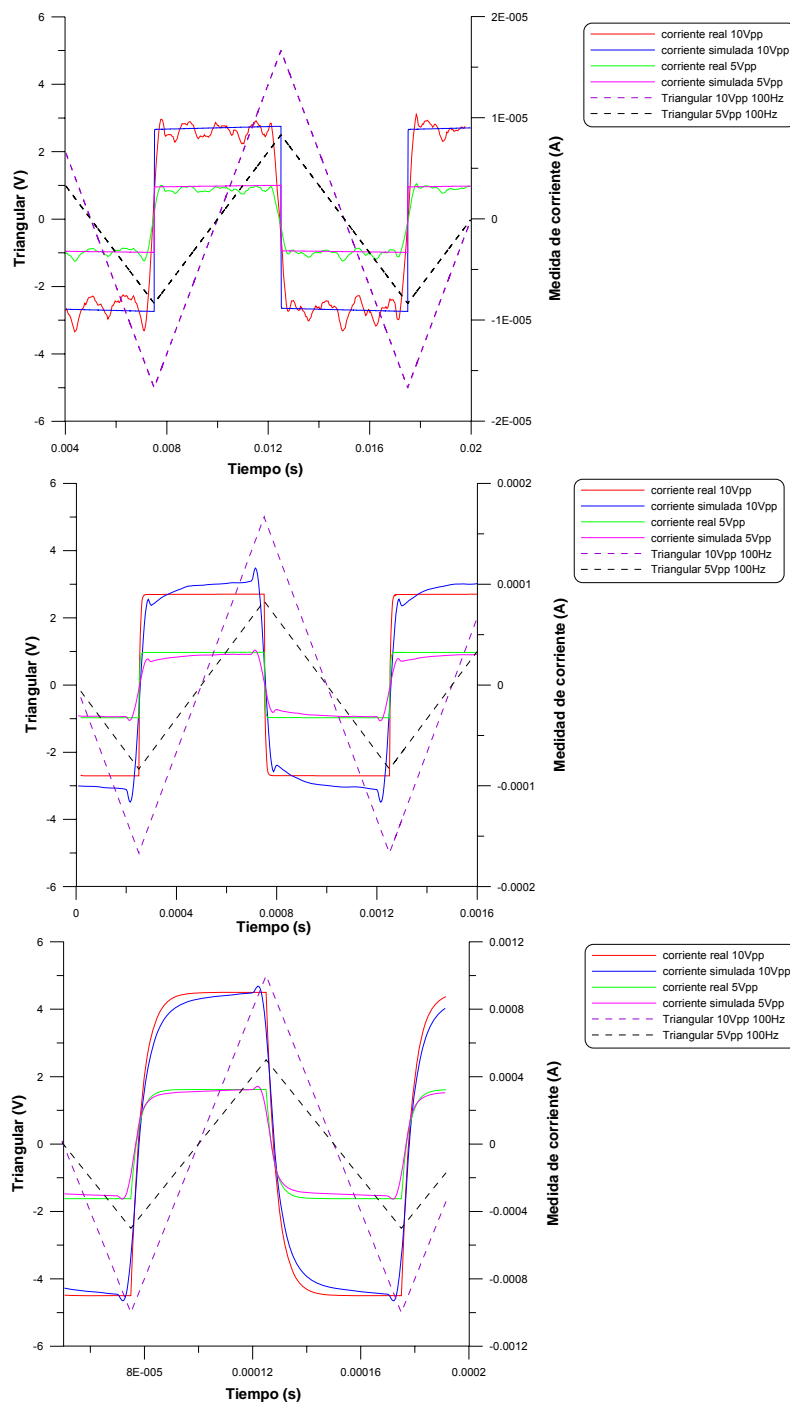 6
4
2
0
-2
-4
-6
Triangular (V)
2E-005
1E-005
0
-1E-005
-2E-005
Medida de corriente (A)
0.004
0.008
0.012
0.016
0.02
Tiempo (s)
corriente real 10Vpp
corriente simulada 10Vpp
corriente real 5Vpp
corriente simulada 5Vpp
Triangular 10Vpp 100Hz
Triangular 5Vpp 100Hz
6
4
2
0
-2
-4
-6
Triangular (V)
0.0002
0.0001
0
-0.0001
-0.0002
Medidad de corriente (A)
0
0.0004
0.0008
0.0012
0.0016
Tiempo (s)
corriente real 10Vpp
corriente simulada 10Vpp
corriente real 5Vpp
corriente simulada 5Vpp
Triangular 10Vpp 100Hz
Triangular 5Vpp 100Hz
6
4
2
0
-2
-4
-6
Triangular (V)
0.0012
0.0008
0.0004
0
-0.0004
-0.0008
-0.0012
Medida de corriente (A)
8E-005
0.00012
0.00016
0.0002
Tiempo (s)
corriente real 10Vpp
corriente simulada 10Vpp
corriente real 5Vpp
corriente simulada 5Vpp
Triangular 10Vpp 100Hz
Triangular 5Vpp 100Hz